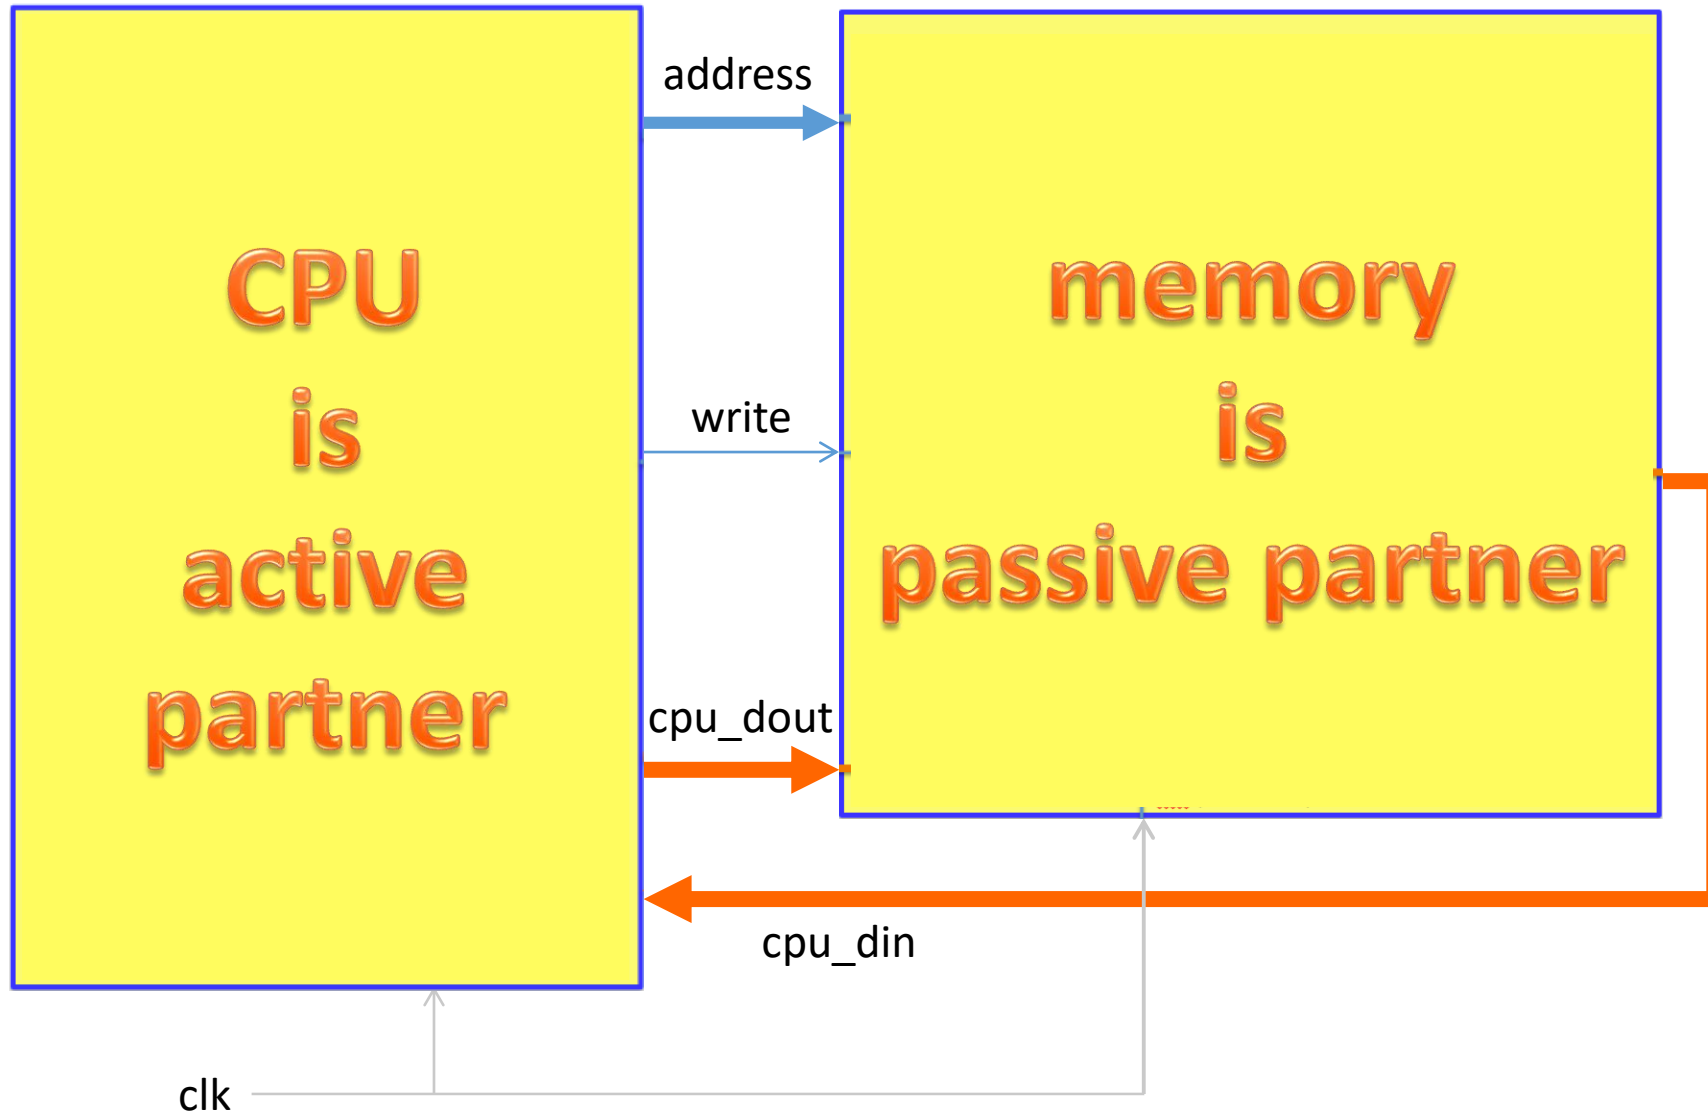 CPU
is
active
partner
address
write
cpu_dout
cpu_din
memory
is
passive partner
clk